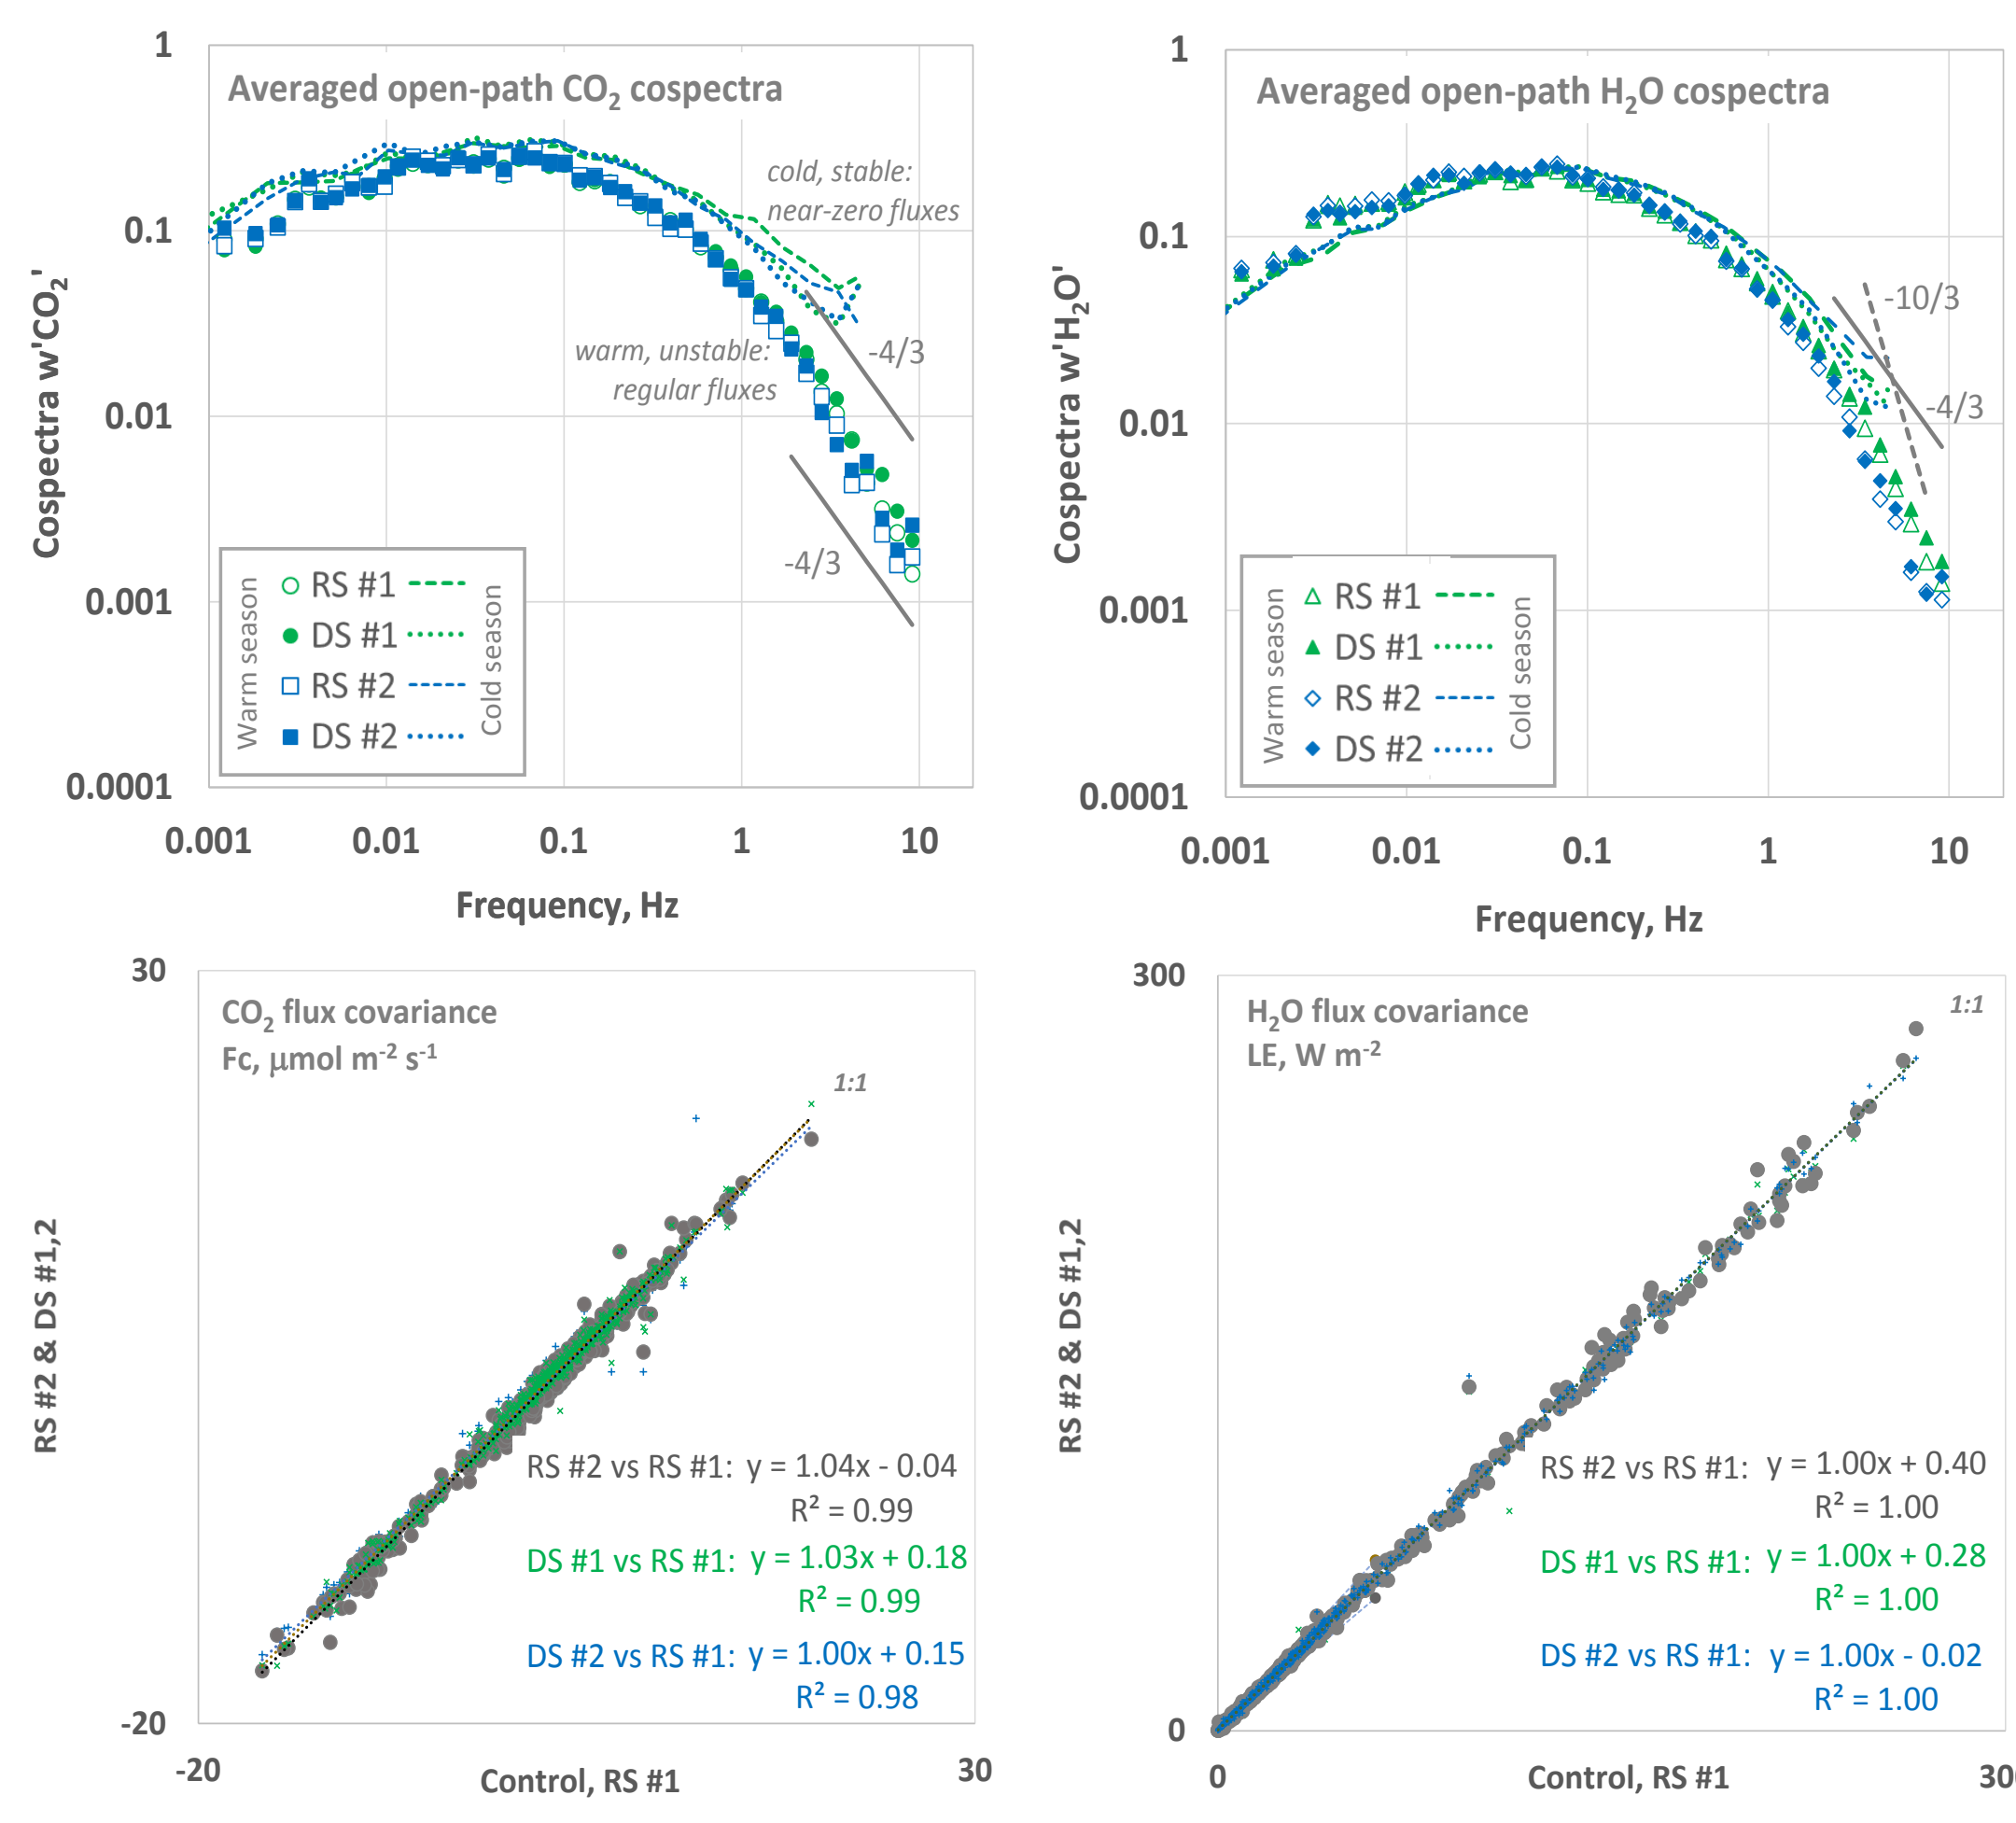 Averaged open-path CO₂ cospectra
Cospectra w'CO₂'
1
0.1
0.01
0.001
0.0001
cold, stable:
near-zero fluxes
warm, unstable:
regular fluxes
-4/3
-4/3
Warm season
RS #1
DS #1
RS #2
DS #2
Cold season
0.001 0.01 0.1 1 10
Frequency, Hz
Averaged open-path H₂O cospectra
Cospectra w'H₂O'
1
0.1
0.01
0.001
0.0001
-10/3
-4/3
Warm season
RS #1
DS #1
RS #2
DS #2
Cold season
0.001 0.01 0.1 1 10
Frequency, Hz
30
CO₂ flux covariance
Fc, µmol m⁻² s⁻¹
1:1
RS #2 & DS #1,2
RS #2 vs RS #1: y = 1.04x - 0.04
R² = 0.99
DS #1 vs RS #1: y = 1.03x + 0.18
R² = 0.99
DS #2 vs RS #1: y = 1.00x + 0.15
R² = 0.98
-20
-20 30
Control, RS #1
300
H₂O flux covariance
LE, W m⁻²
1:1
RS #2 & DS #1,2
RS #2 vs RS #1: y = 1.00x + 0.40
R² = 1.00
DS #1 vs RS #1: y = 1.00x + 0.28
R² = 1.00
DS #2 vs RS #1: y = 1.00x - 0.02
R² = 1.00
0
0
Control, RS #1